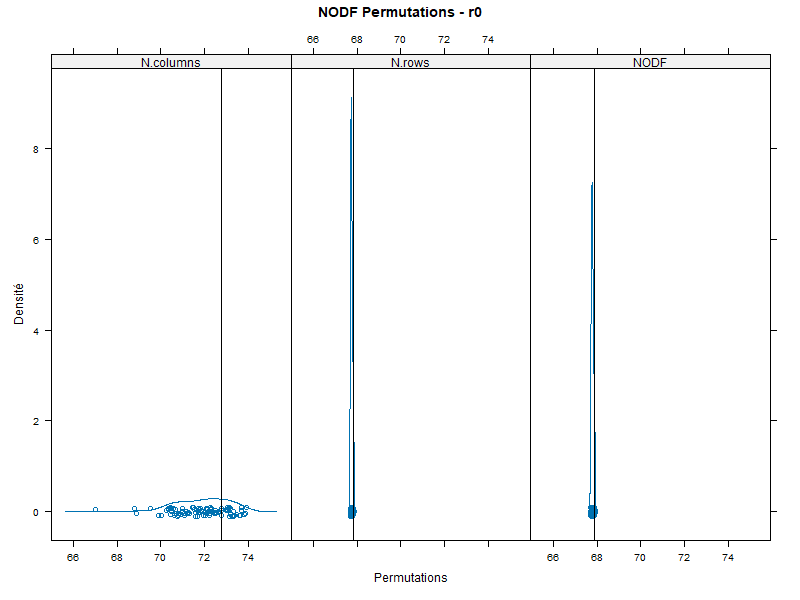 NODF Permutations - r0
66 68 70 72 74
N.columns N.rows NODF
8
6
4
2
0
Densité
66 68 70 72 74 66 68 70 72 74
Permutations